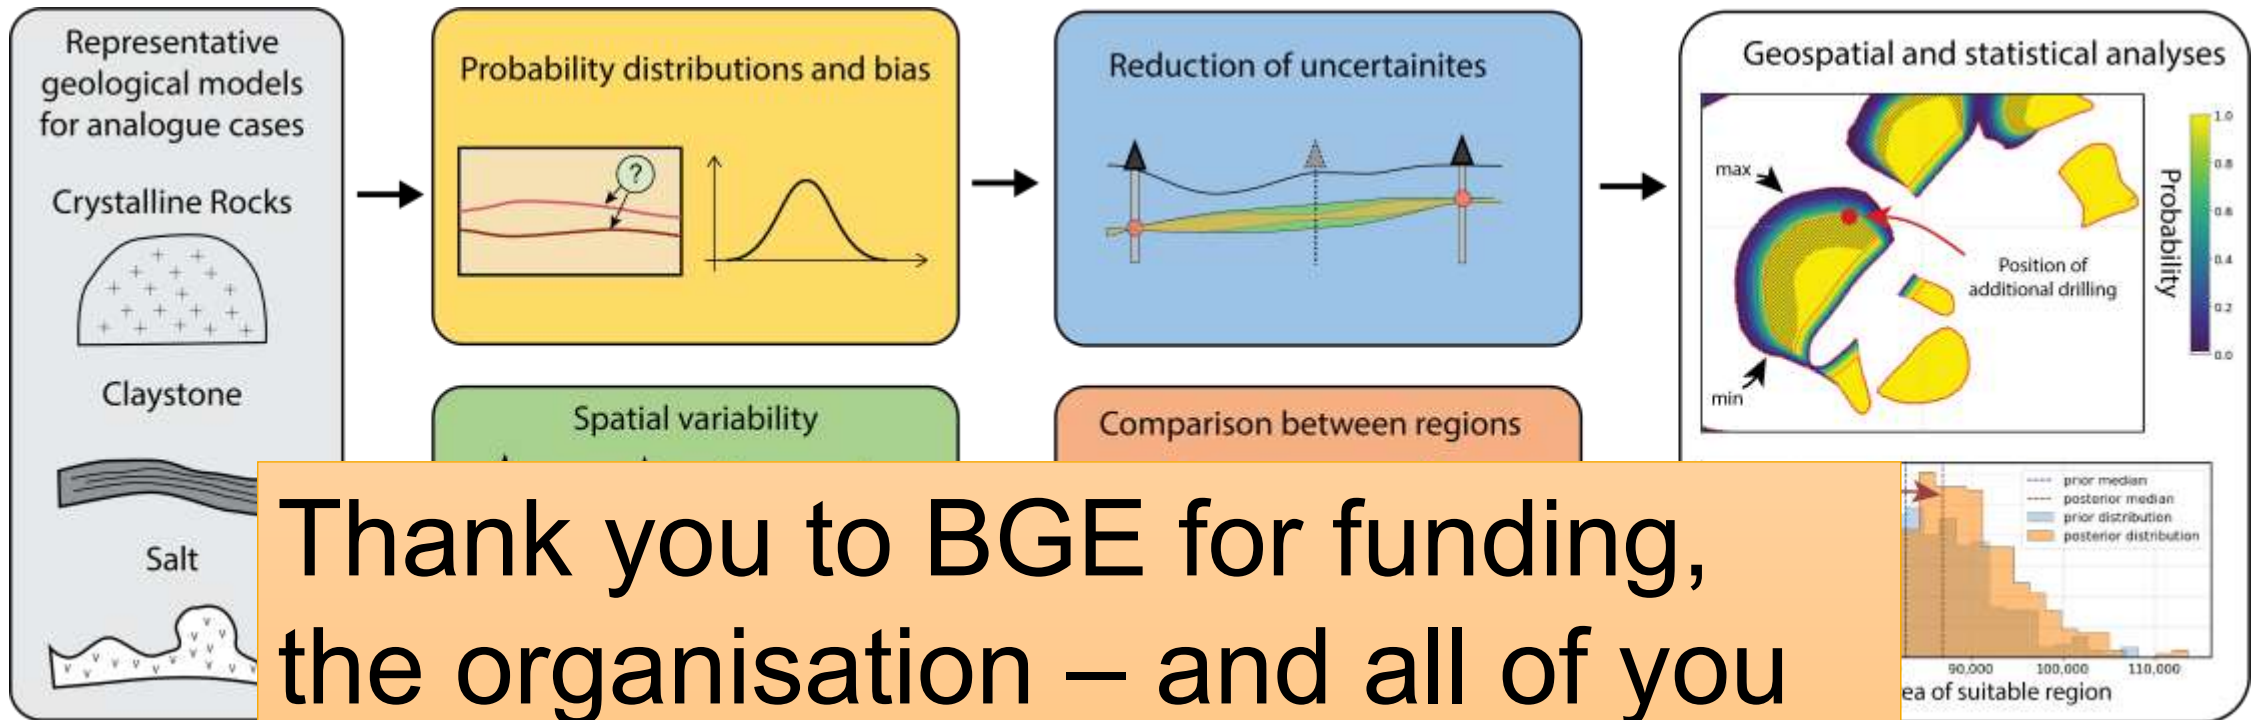 Representative
geological models
for analogue cases
Crystalline Rocks
Claystone
Salt
Probability distributions and bias
?
Reduction of uncertainites
Spatial variability
Comparison between regions
Geospatial and statistical analyses
max
min
Position of
additional drilling
1.0
0.8
0.6
0.4
0.2
0.0
Probability
prior median
posterior median
prior distribution
posterior distribution
90,000 100,000 110,000
of suitable region
Thank you to BGE for funding,
the organisation – and all of you